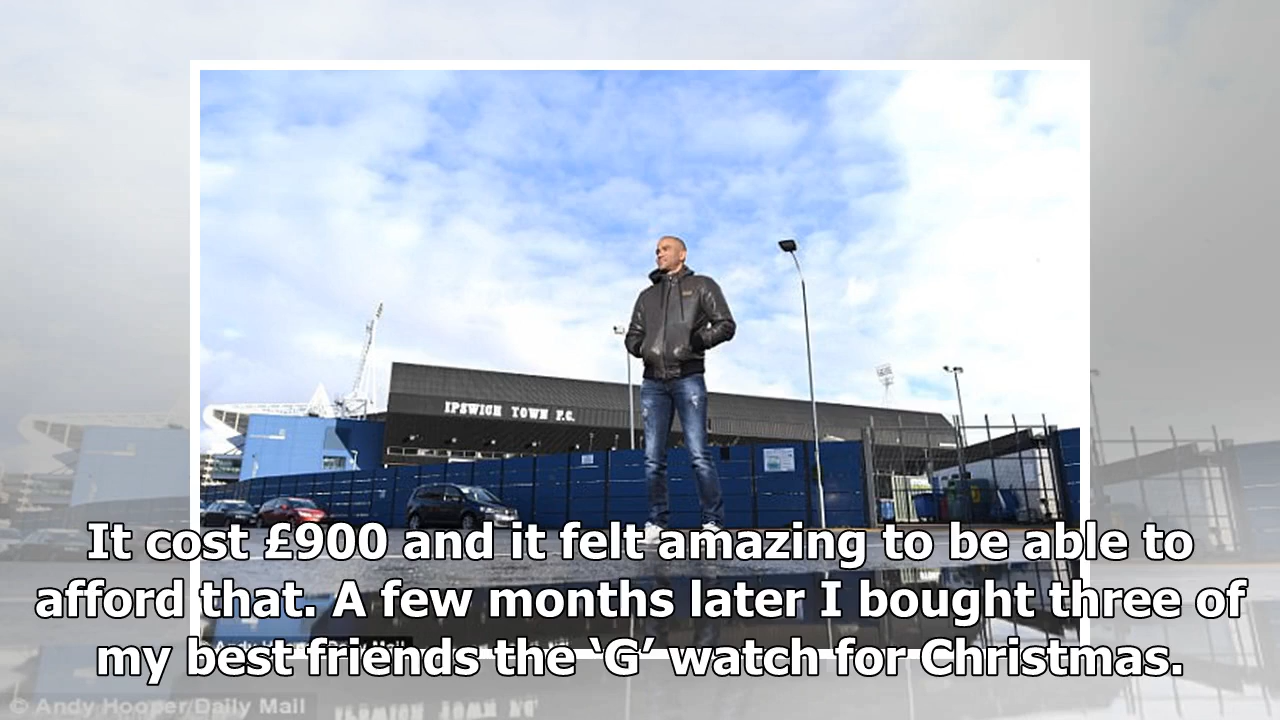 IPSWICH TOWN F.C.
It cost £900 and it felt amazing to be able to
afford that. A few months later I bought three of
my best friends the ‘G’ watch for Christmas.
© Andy Hooper/Daily Mail